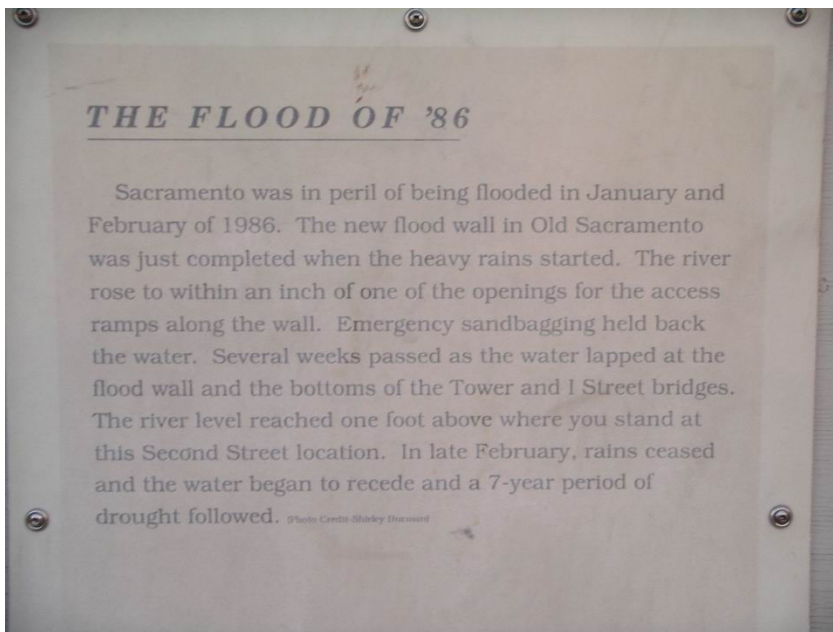 THE FLOOD OF '86
Sacramento was in peril of being flooded in January and
February of 1986. The new flood wall in Old Sacramento
was just completed when the heavy rains started. The river
rose to within an inch of one of the openings for the access
ramps along the wall. Emergency sandbagging held back
the water. Several weeks passed as the water lapped at the
flood wall and the bottoms of the Tower and I Street bridges.
The river level reached one foot above where you stand at
this Second Street location. In late February, rains ceased
and the water began to recede and a 7-year period of
drought followed. (Photo Credit-Shirley